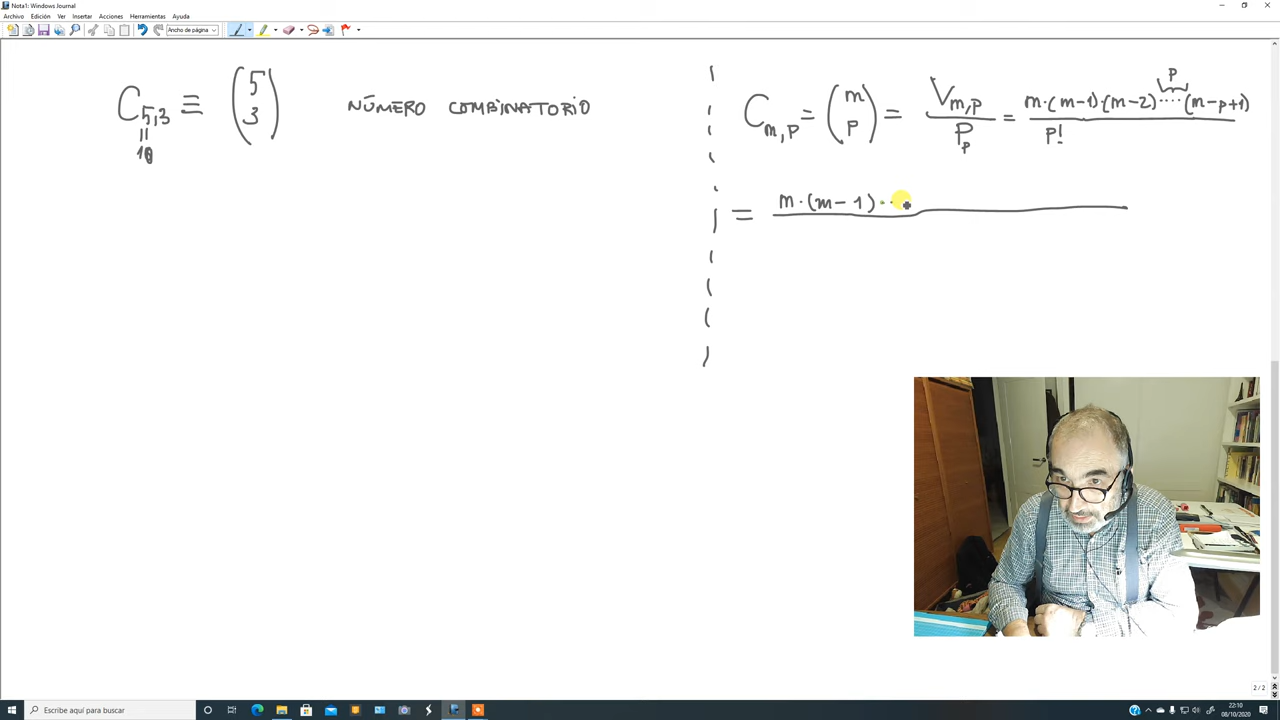 Nota1: Windows Journal
Archivo Edición Ver Insertar Acciones Herramientas Ayuda
Ancho de página
C5,3 ≡ (5 3) NÚMERO COMBINATORIO
=
10
Cm,p = (m p) = Vm,p / Pp = m·(m-1)·(m-2)····(m-p+1) / p!
p
= m·(m-1)··
2 / 2
Escribe aquí para buscar
22:10
08/10/2020